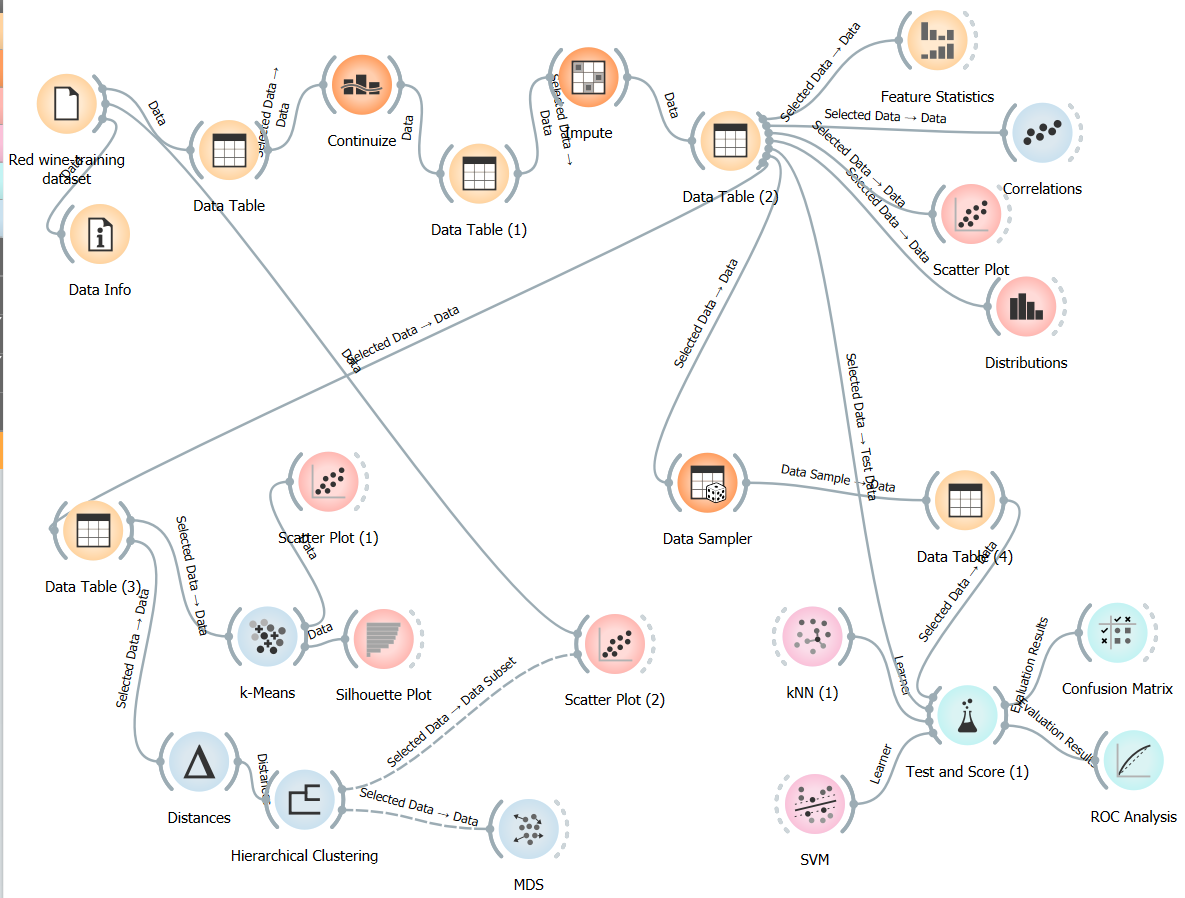 Feature Statistics
Selected Data → Data
Selected Data → Data
Correlations
Selected Data → Data
Selected Data → Data
Scatter Plot
Distributions
Red wine training
dataset
Data
Data
Data Info
Data Table
Selected Data →
Data
Continuize
Data
Data Table (1)
Selected Data →
Data
Impute
Data
Data Table (2)
Selected Data → Data
Data
Selected Data → Data
Selected Data → Test Data
Scatter Plot (1)
Data
Data Sampler
Data Sample → Data
Data Table (4)
Selected Data → Data
Data Table (3)
Selected Data → Data
Selected Data → Data
k-Means
Data
Silhouette Plot
Scatter Plot (2)
Selected Data → Data Subset
kNN (1)
Learner
Evaluation Results
Confusion Matrix
Evaluation Results
Test and Score (1)
ROC Analysis
Learner
SVM
Distances
Distances
Hierarchical Clustering
Selected Data → Data
MDS